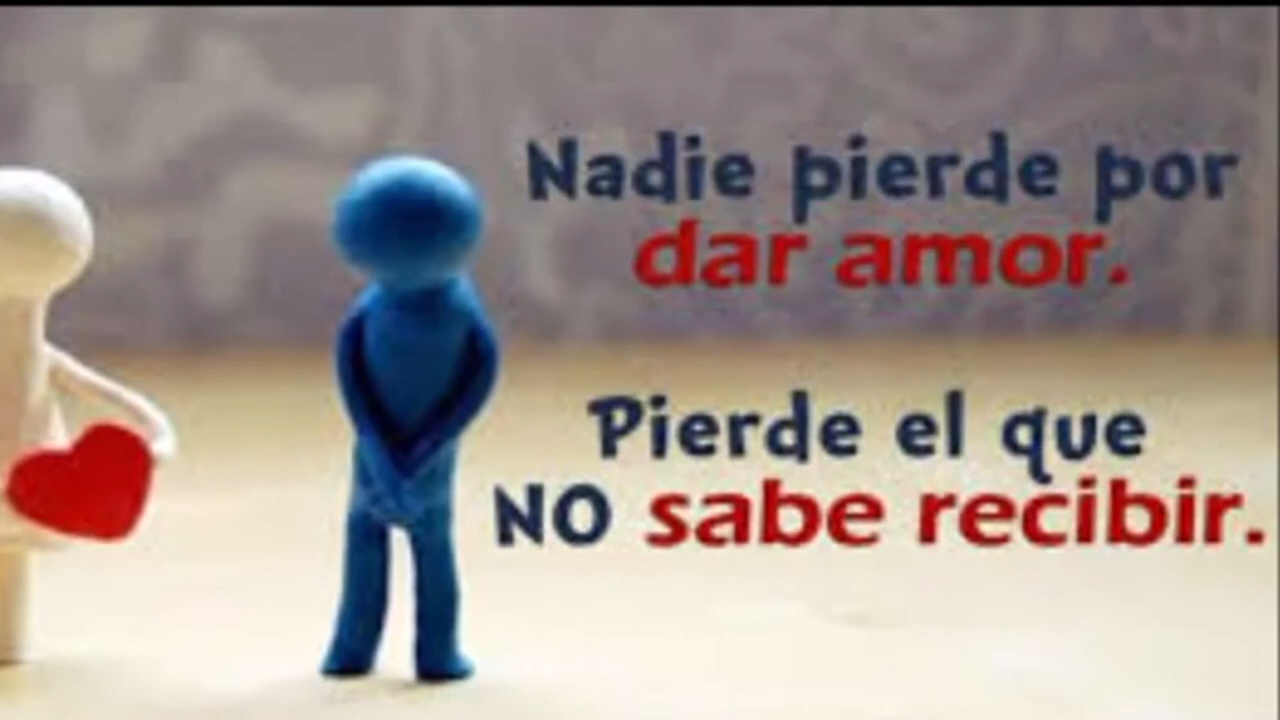 Nadie pierde por
dar amor.
Pierde el que
NO sabe recibir.